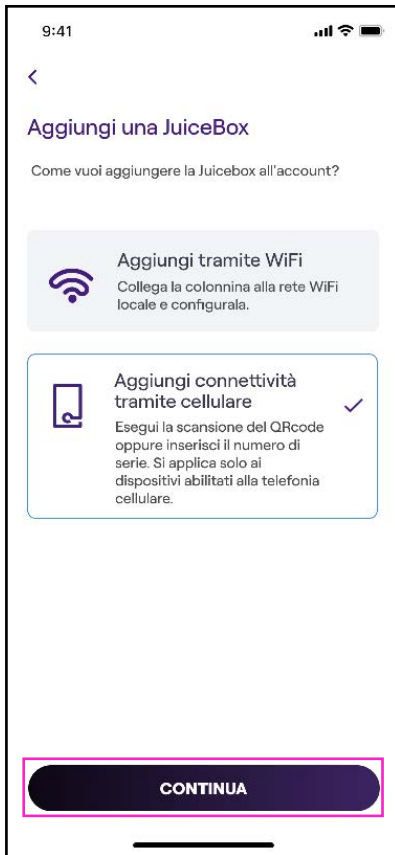 9:41
Aggiungi una JuiceBox
Come vuoi aggiungere la Juicebox all'account?
Aggiungi tramite WiFi
Collega la colonnina alla rete WiFi
locale e configurala.
Aggiungi connettività
tramite cellulare
Esegui la scansione del QRcode
oppure inserisci il numero di
serie. Si applica solo ai
dispositivi abilitati alla telefonia
cellulare.
CONTINUA